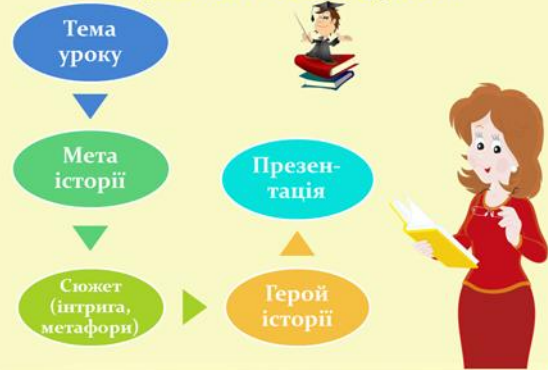 Тема
уроку
Мета
історії
Сюжет
(інтрига,
метафори)
Герой
історії
Презен-
тація